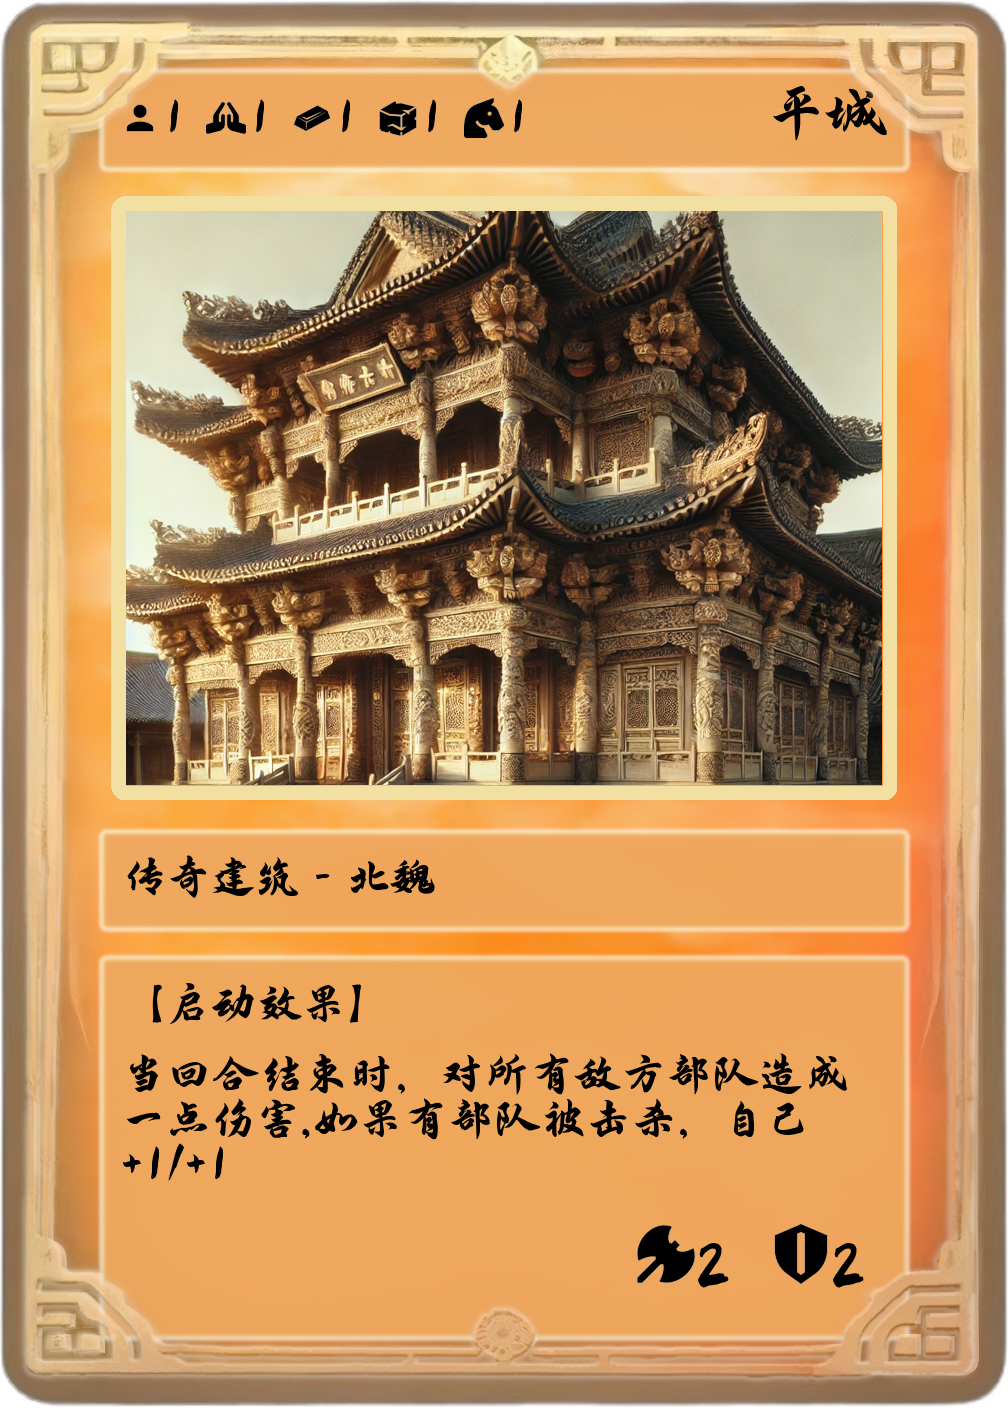 1 1 1 1 1 平城
传奇建筑 - 北魏
【启动效果】
当回合结束时，对所有敌方部队造成
一点伤害,如果有部队被击杀，自己
+1/+1
2 2